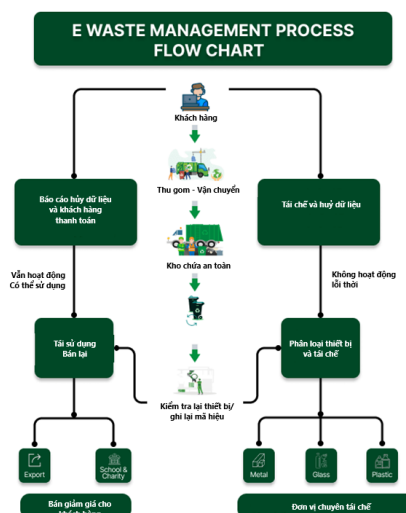 E WASTE MANAGEMENT PROCESS
FLOW CHART
Khách hàng
Thu gom - Vận chuyển
Báo cáo hủy dữ liệu
và khách hàng
thanh toán
Tái chế và huỷ dữ liệu
Kho chứa an toàn
Vẫn hoạt động
Có thể sử dụng
Không hoạt động
lỗi thời
Tái sử dụng
Bán lại
Phân loại thiết bị
và tái chế
Kiểm tra lại thiết bị/
ghi lại mã hiệu
Export
School &
Charity
Metal
Glass
Plastic
Bán giảm giá cho
khách hàng
Đơn vị chuyên tái chế